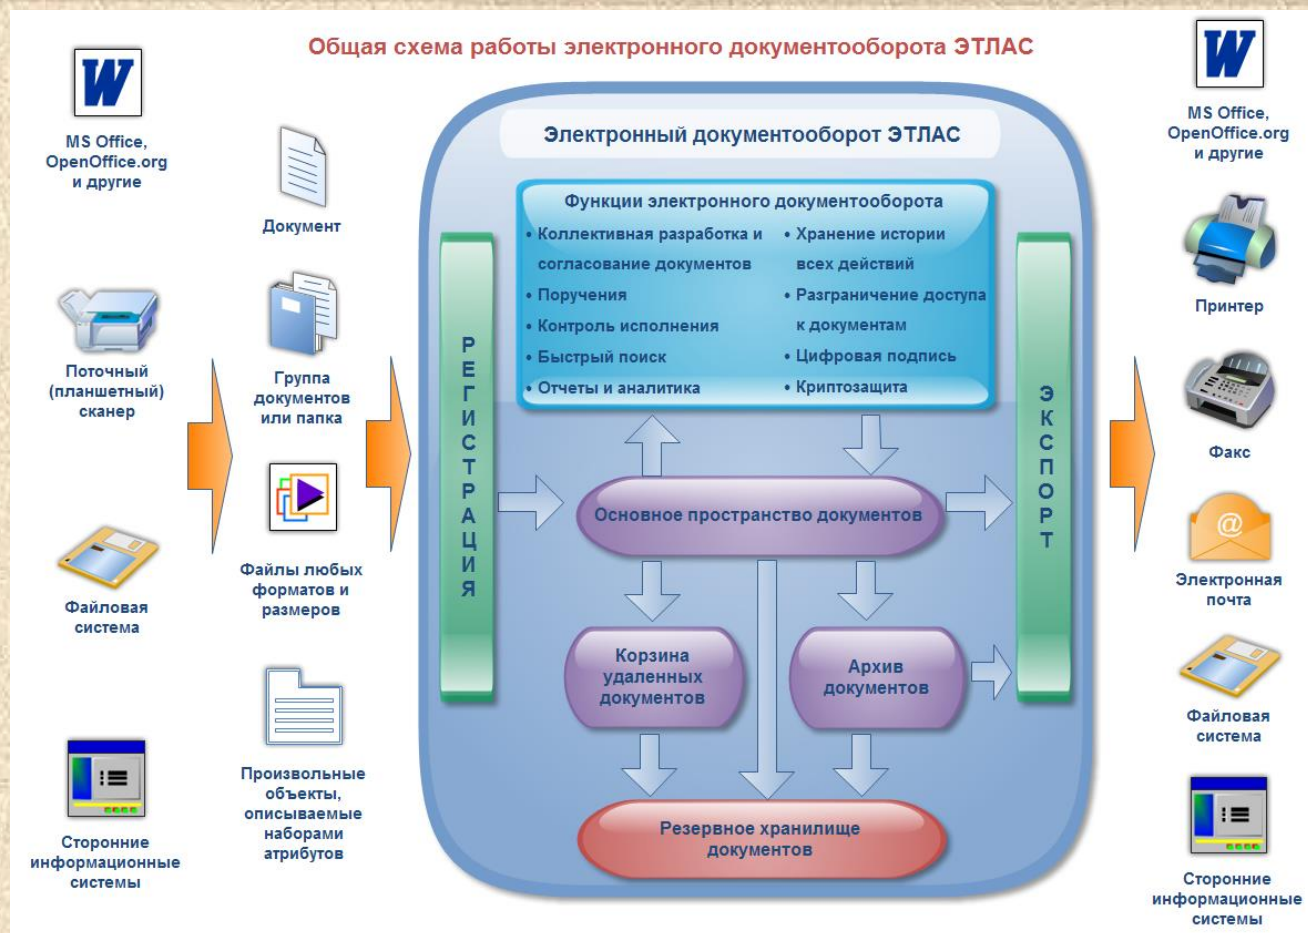 Общая схема работы электронного документооборота ЭТЛАС
W
MS Office,
OpenOffice.org
и другие
Поточный
(планшетный)
сканер
Файловая
система
Сторонние
информационные
системы
Документ
Группа
документов
или папка
Файлы любых
форматов и
размеров
Произвольные
объекты,
описываемые
наборами
атрибутов
РЕГИСТРАЦИЯ
Электронный документооборот ЭТЛАС
Функции электронного документооборота
• Коллективная разработка и
согласование документов
• Поручения
• Контроль исполнения
• Быстрый поиск
• Отчеты и аналитика
• Хранение истории
всех действий
• Разграничение доступа
к документам
• Цифровая подпись
• Криптозащита
Основное пространство документов
Корзина
удаленных
документов
Архив
документов
Резервное хранилище
документов
ЭКСПОРТ
W
MS Office,
OpenOffice.org
и другие
Принтер
Факс
@
Электронная
почта
Файловая
система
Сторонние
информационные
системы